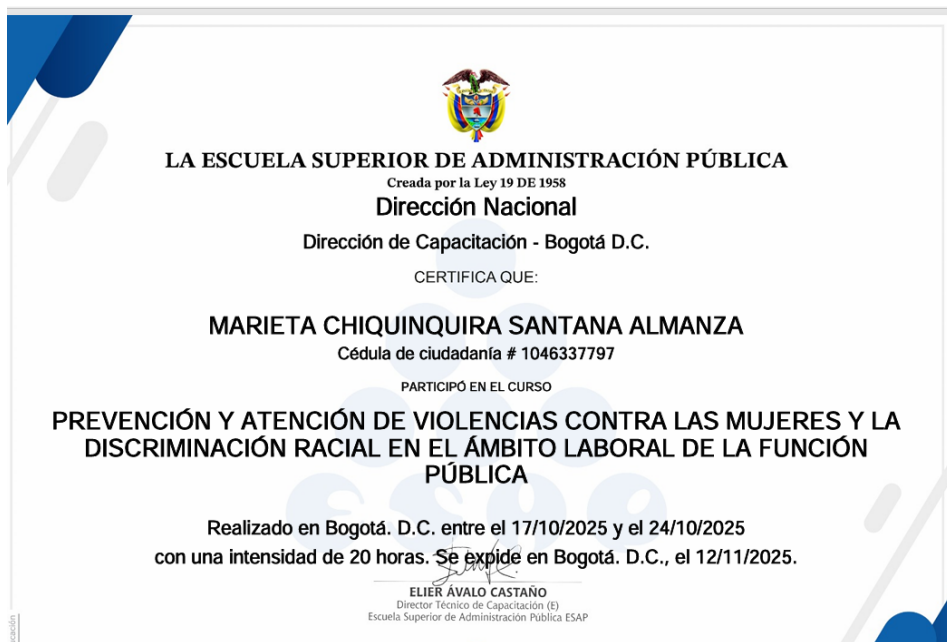 LA ESCUELA SUPERIOR DE ADMINISTRACIÓN PÚBLICA
Creada por la Ley 19 DE 1958
Dirección Nacional
Dirección de Capacitación - Bogotá D.C.
CERTIFICA QUE:
MARIETA CHIQUINQUIRA SANTANA ALMANZA
Cédula de ciudadanía # 1046337797
PARTICIPÓ EN EL CURSO
PREVENCIÓN Y ATENCIÓN DE VIOLENCIAS CONTRA LAS MUJERES Y LA
DISCRIMINACIÓN RACIAL EN EL ÁMBITO LABORAL DE LA FUNCIÓN
PÚBLICA
esap
Realizado en Bogotá. D.C. entre el 17/10/2025 y el 24/10/2025
con una intensidad de 20 horas. Se expide en Bogotá. D.C., el 12/11/2025.
ELIER ÁVALO CASTAÑO
Director Técnico de Capacitación (E)
Escuela Superior de Administración Pública ESAP